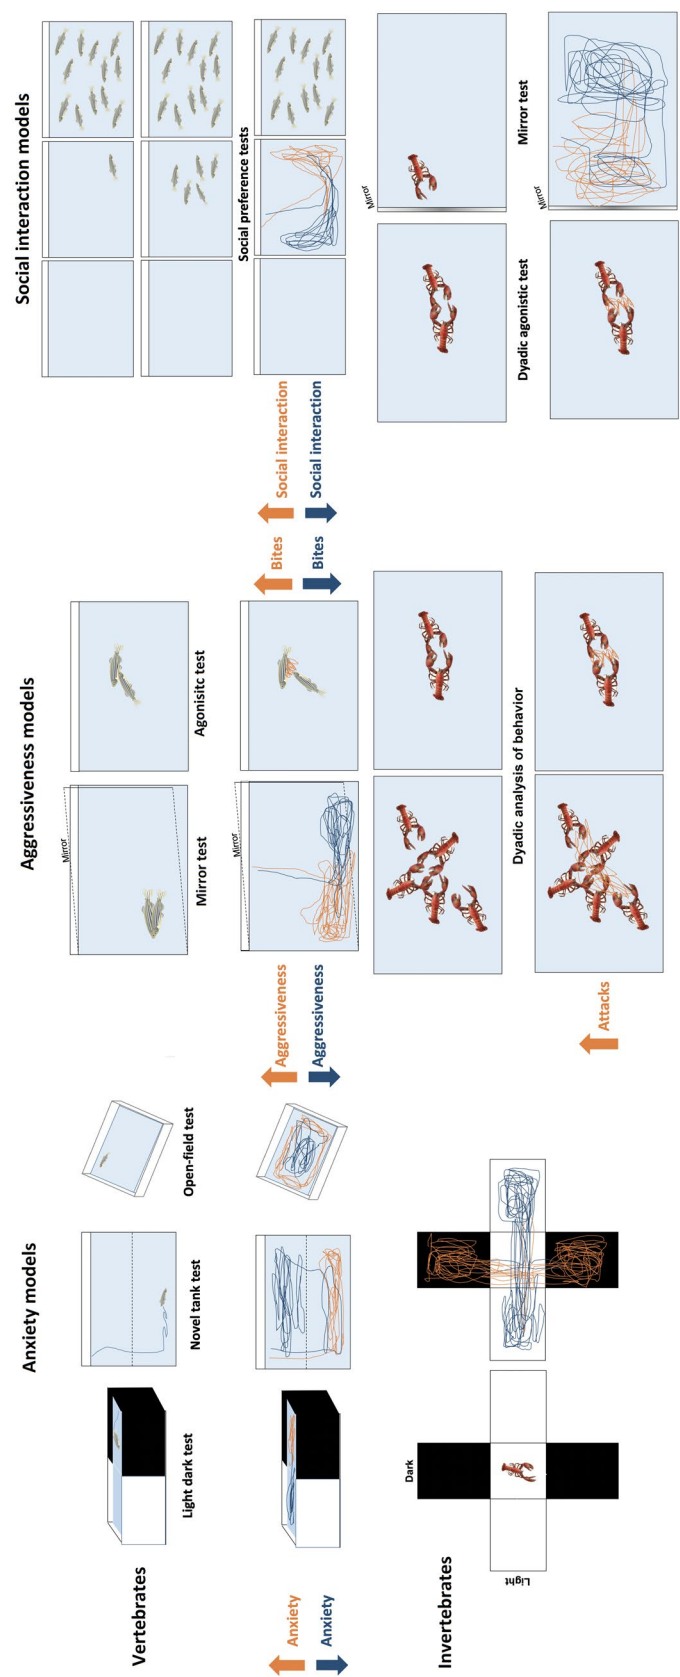 Anxiety models
Aggressiveness models
Social interaction models
Mirror
Vertebrates
Light dark test
Novel tank test
Open-field test
Mirror test
Agonisitc test
Social preference tests
Mirror
Anxiety
Aggressiveness
Bites
Social interaction
Anxiety
Aggressiveness
Bites
Social interaction
Mirror
Invertebrates
Dark
Light
Dyadic analysis of behavior
Dyadic agonistic test
Mirror test
Mirror
Attacks